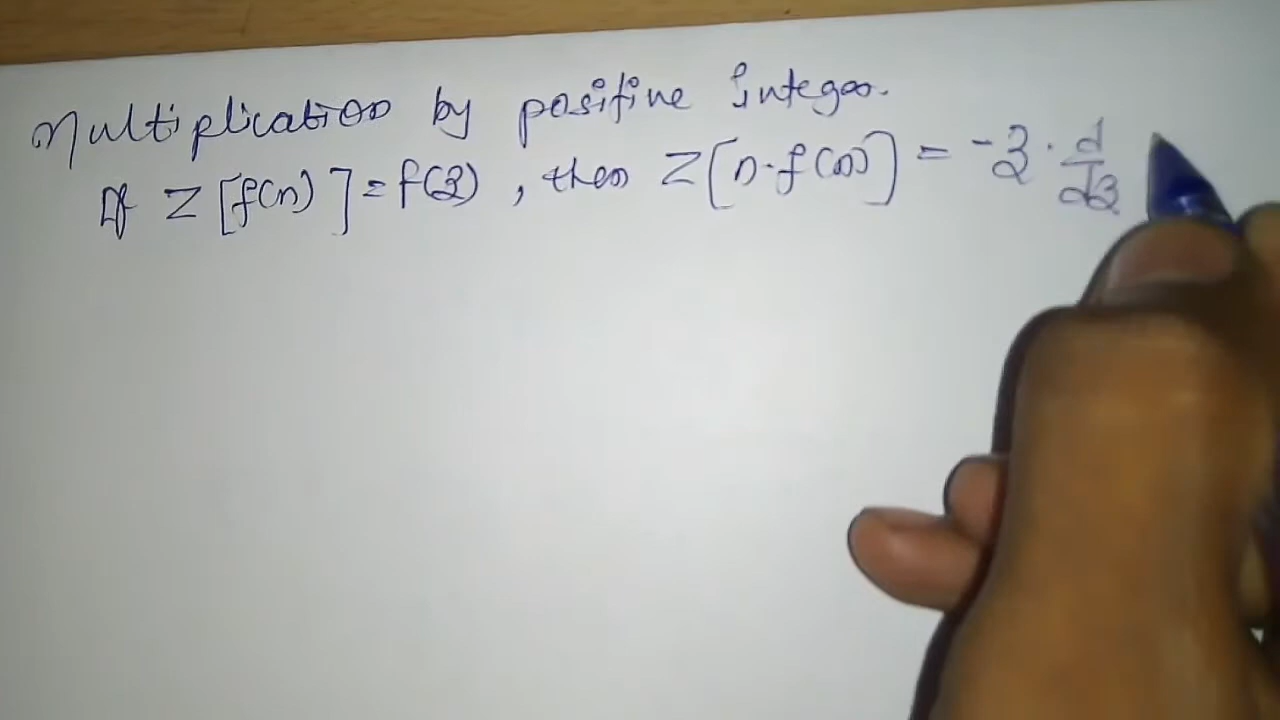 Multiplication by positive integer.
If Z[f(n)] = f(z), then Z[n·f(n)] = -z · d/dz